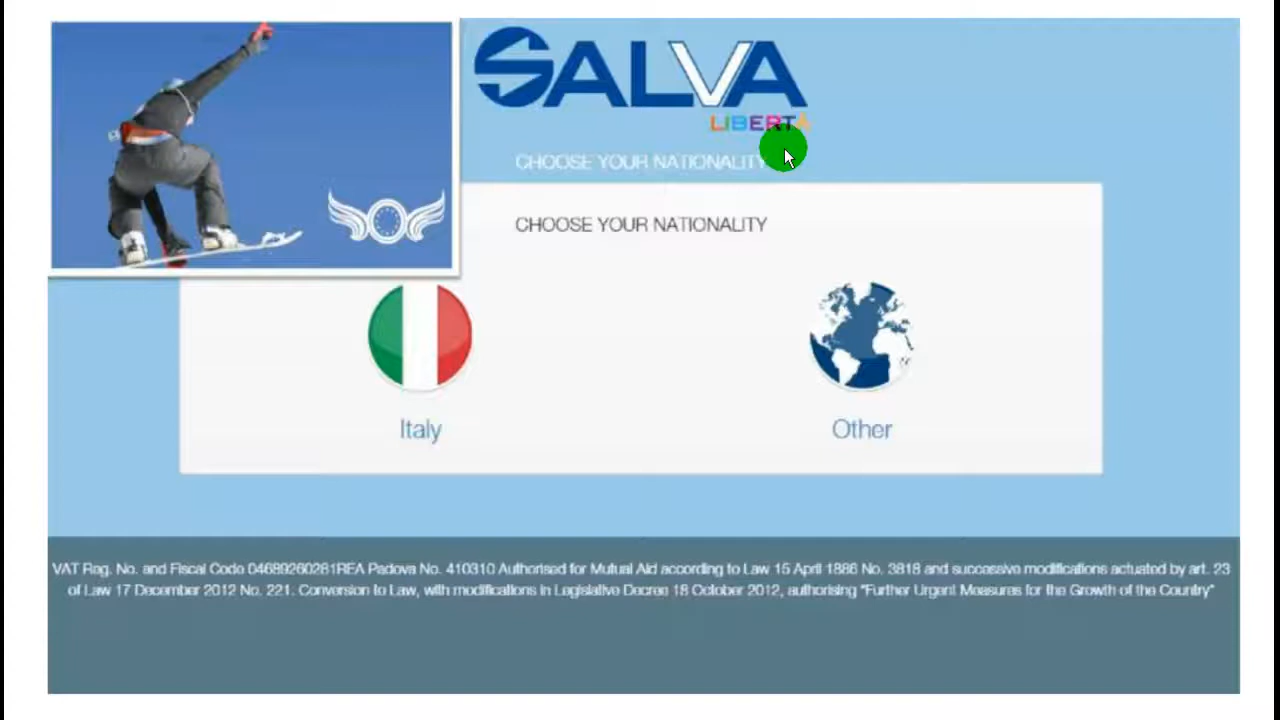 SALVA
LIBERTA
CHOOSE YOUR NATIONALITY
CHOOSE YOUR NATIONALITY
Italy
Other
VAT Reg. No. and Fiscal Code 04689260281REA Padova No. 410310 Authorised for Mutual Aid according to Law 15 April 1886 No. 3818 and successive modifications actuated by art. 23
of Law 17 December 2012 No. 221. Conversion to Law, with modifications in Legislative Decree 18 October 2012, authorising "Further Urgent Measures for the Growth of the Country"